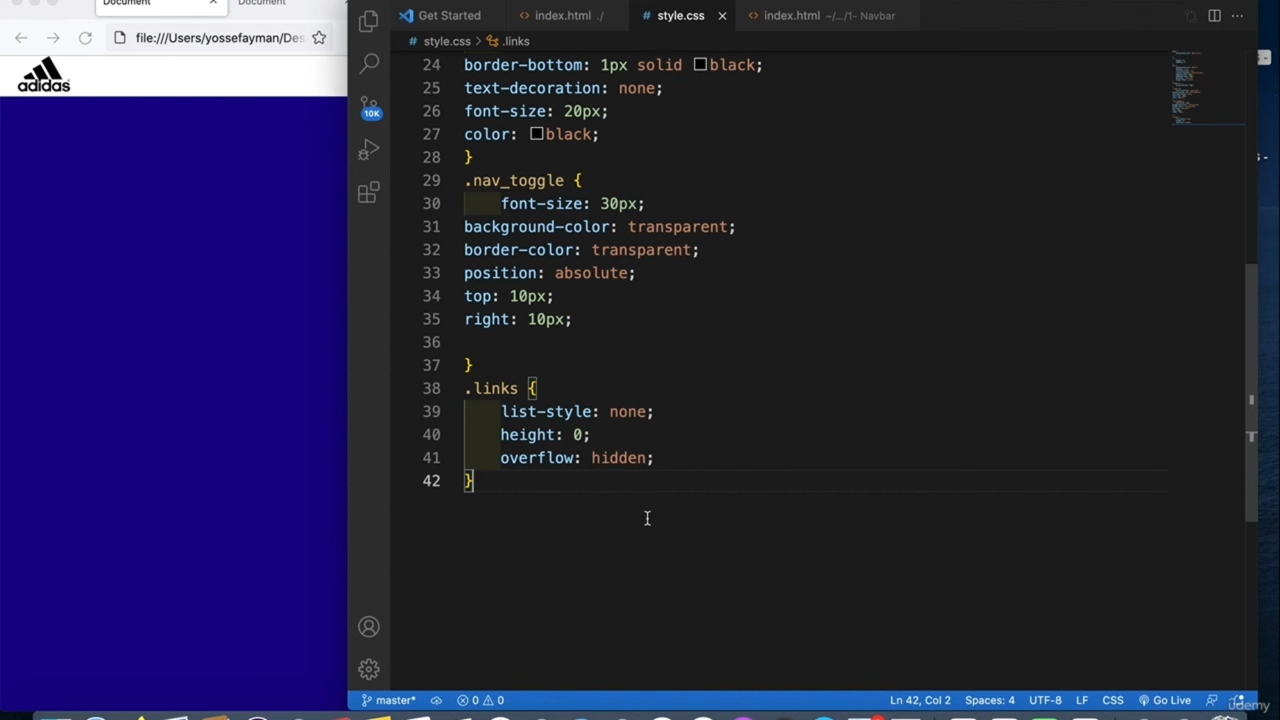 Document
Document
file:///Users/yossefayman/Des
adidas
10K
Get Started
index.html ./
style.css
index.html ~/.../1- Navbar
style.css > .links
24 border-bottom: 1px solid black;
25 text-decoration: none;
26 font-size: 20px;
27 color: black;
28 }
29 .nav_toggle {
30 font-size: 30px;
31 background-color: transparent;
32 border-color: transparent;
33 position: absolute;
34 top: 10px;
35 right: 10px;
36
37 }
38 .links {
39 list-style: none;
40 height: 0;
41 overflow: hidden;
42 }
master*
0 0
Ln 42, Col 2
Spaces: 4
UTF-8
LF
CSS
Go Live
Udemy